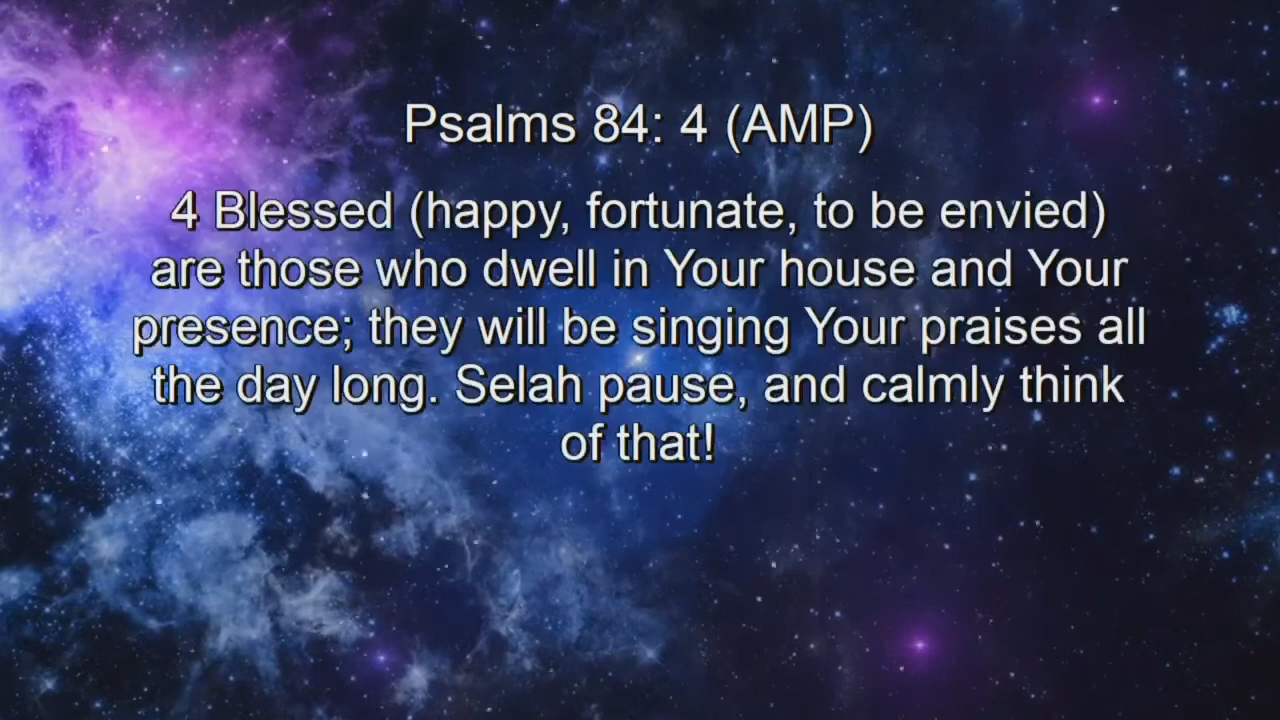 Psalms 84: 4 (AMP)
4 Blessed (happy, fortunate, to be envied)
are those who dwell in Your house and Your
presence; they will be singing Your praises all
the day long. Selah pause, and calmly think
of that!